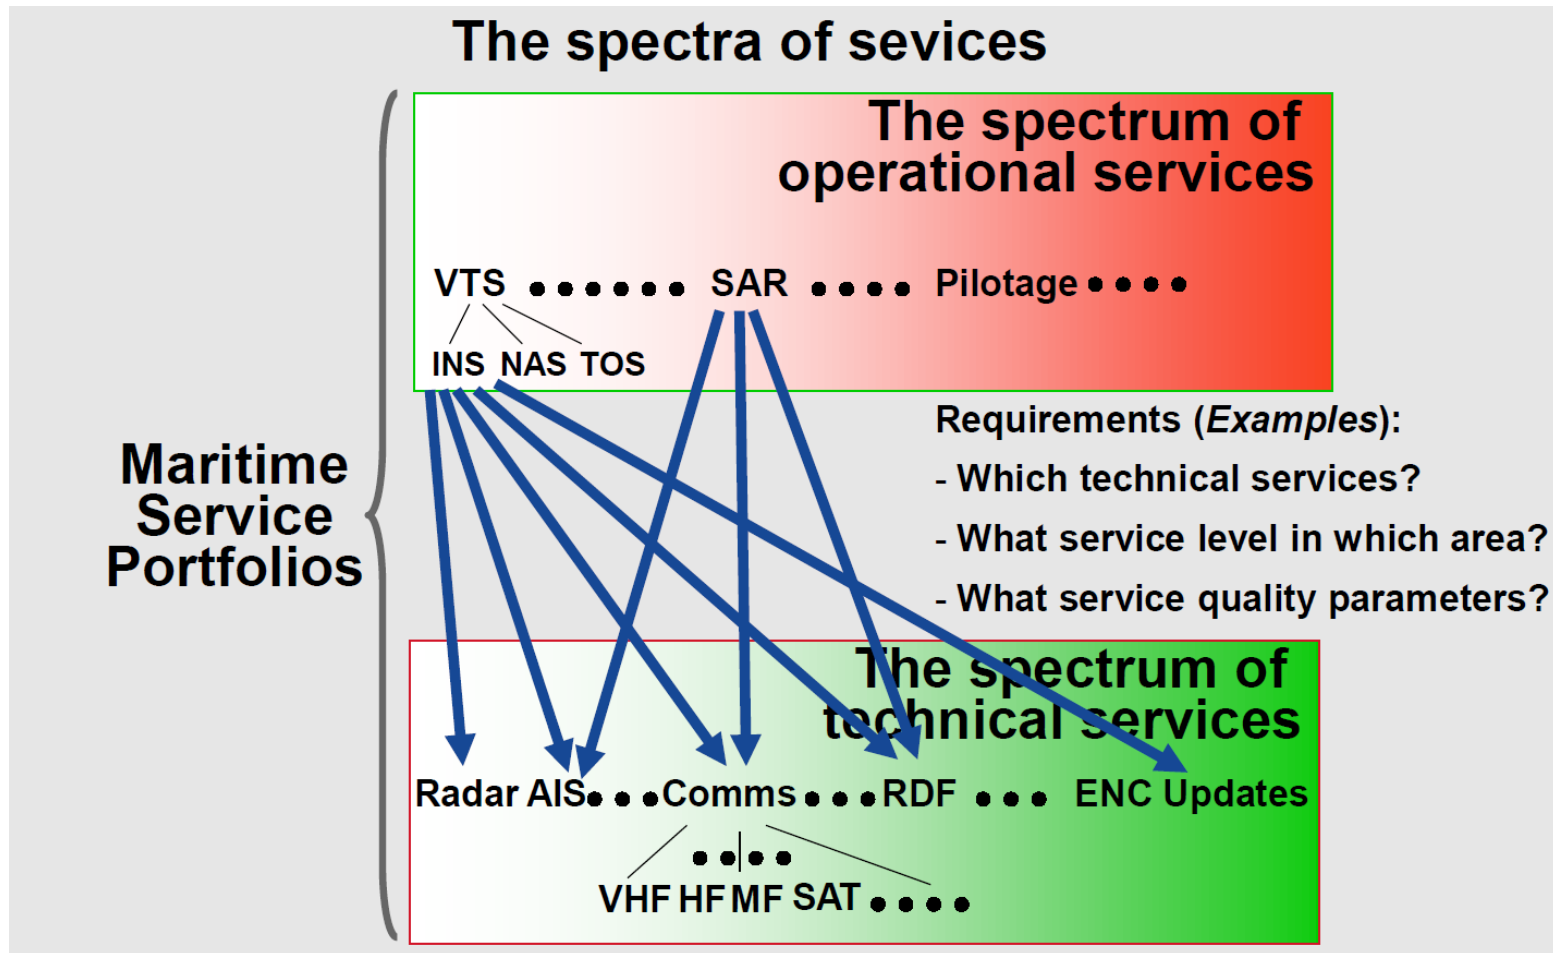 The spectra of sevices
The spectrum of
operational services
VTS ...... SAR .... Pilotage ....
INS NAS TOS
Maritime
Service
Portfolios
Requirements (Examples):
- Which technical services?
- What service level in which area?
- What service quality parameters?
The spectrum of
technical services
Radar AIS...Comms...RDF ... ENC Updates
....
VHF HF MF SAT ....